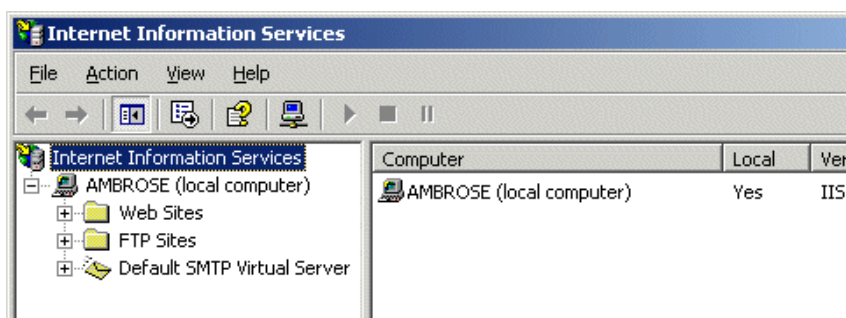 Internet Information Services
File Action View Help
Internet Information Services
AMBROSE (local computer)
Web Sites
FTP Sites
Default SMTP Virtual Server
Computer Local Ver
AMBROSE (local computer) Yes IIS